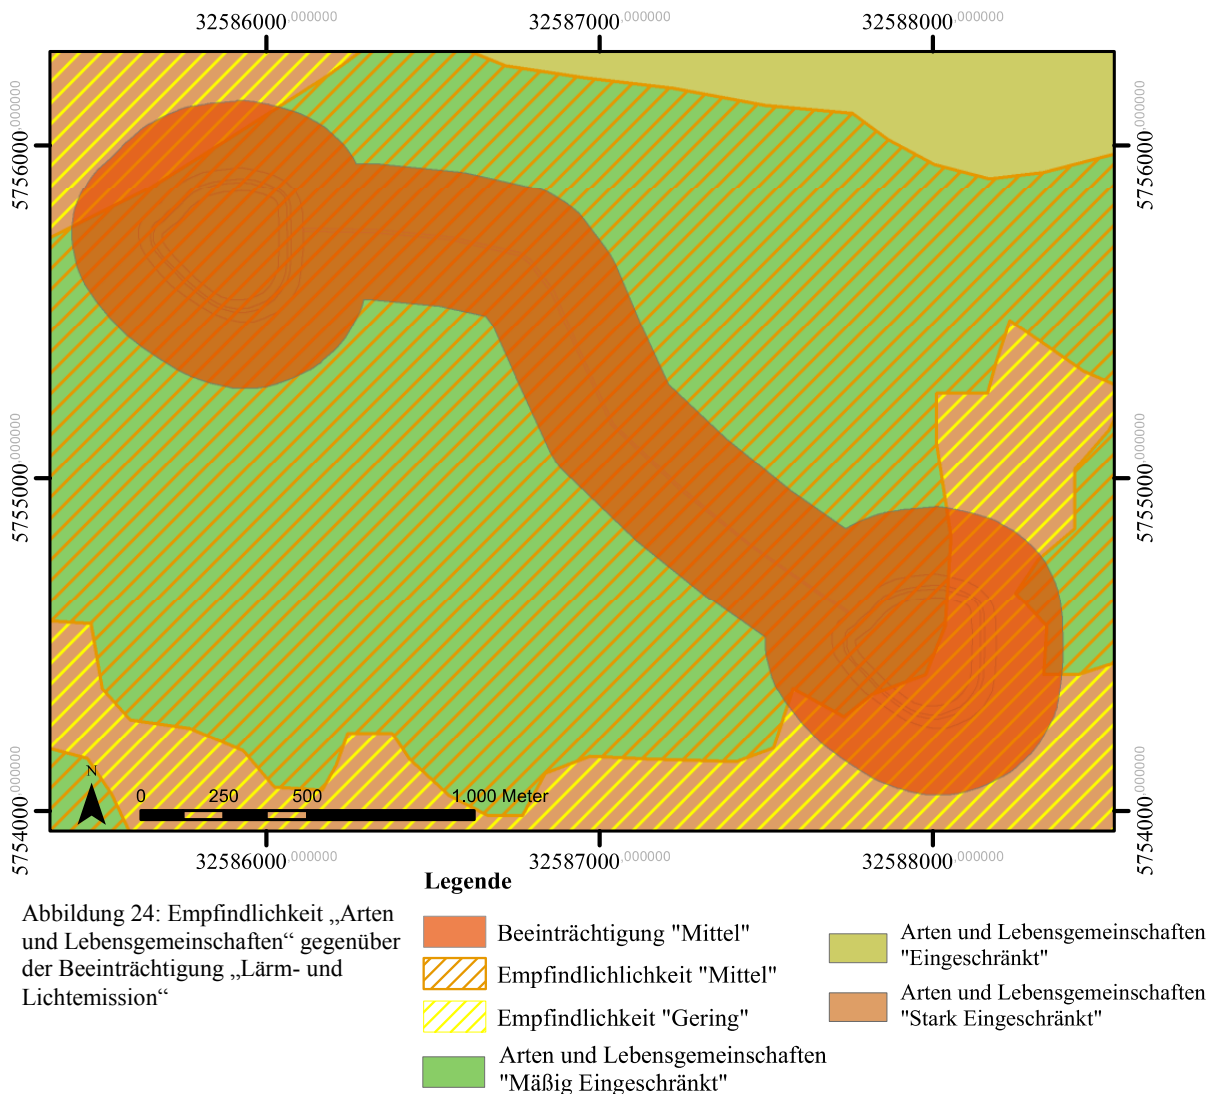 32586000,000000 32587000,000000 32588000,000000
5756000,000000
5755000,000000
5754000,000000
5756000,000000
5755000,000000
5754000,000000
N
0 250 500 1.000 Meter
32586000,000000 32587000,000000 32588000,000000
Abbildung 24: Empfindlichkeit „Arten
und Lebensgemeinschaften“ gegenüber
der Beeinträchtigung „Lärm- und
Lichtemission“
Legende
Beeinträchtigung "Mittel"
Empfindlichlichkeit "Mittel"
Empfindlichkeit "Gering"
Arten und Lebensgemeinschaften
"Mäßig Eingeschränkt"
Arten und Lebensgemeinschaften
"Eingeschränkt"
Arten und Lebensgemeinschaften
"Stark Eingeschränkt"